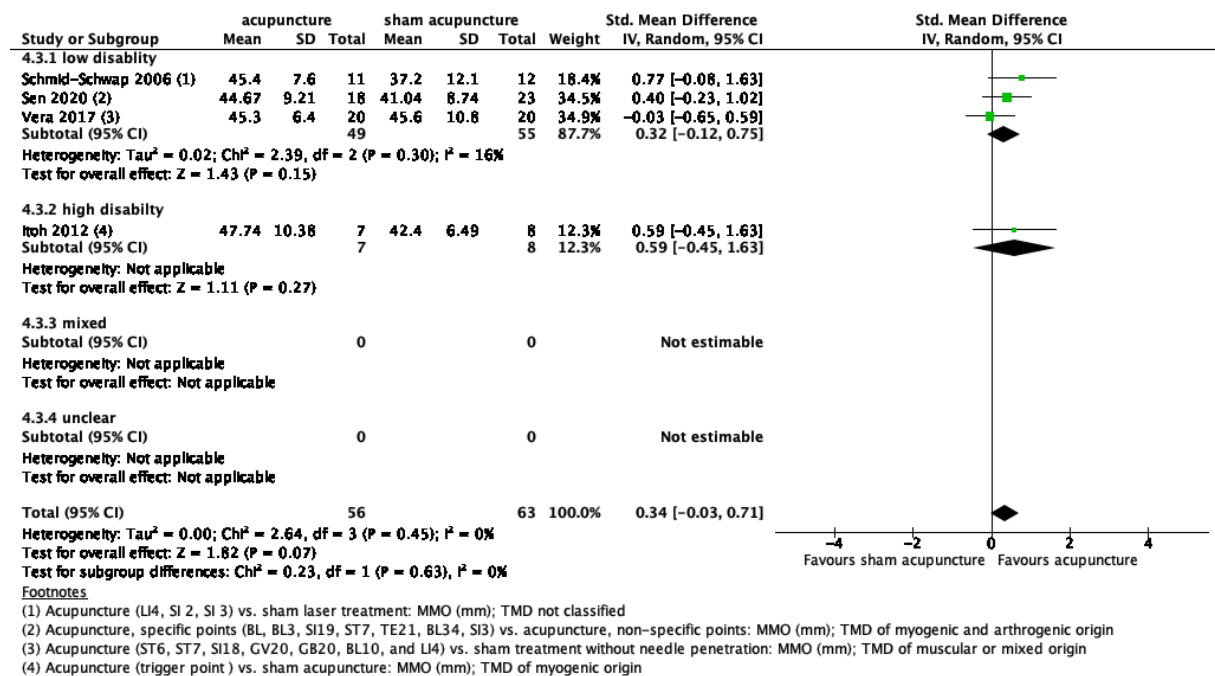 acupuncture sham acupuncture Std. Mean Difference Std. Mean Difference
Study or Subgroup Mean SD Total Mean SD Total Weight IV, Random, 95% CI IV, Random, 95% CI
4.3.1 low disablity
Schmid-Schwap 2006 (1) 45.4 7.6 11 37.2 12.1 12 18.4% 0.77 [-0.08, 1.63]
Sen 2020 (2) 44.67 9.21 18 41.04 8.74 23 34.5% 0.40 [-0.23, 1.02]
Vera 2017 (3) 45.3 6.4 20 45.6 10.8 20 34.9% -0.03 [-0.65, 0.59]
Subtotal (95% CI) 49 55 87.7% 0.32 [-0.12, 0.75]
Heterogeneity: Tau² = 0.02; Chi² = 2.39, df = 2 (P = 0.30); I² = 16%
Test for overall effect: Z = 1.43 (P = 0.15)
4.3.2 high disabilty
Itoh 2012 (4) 47.74 10.38 7 42.4 6.49 8 12.3% 0.59 [-0.45, 1.63]
Subtotal (95% CI) 7 8 12.3% 0.59 [-0.45, 1.63]
Heterogeneity: Not applicable
Test for overall effect: Z = 1.11 (P = 0.27)
4.3.3 mixed
Subtotal (95% CI) 0 0 Not estimable
Heterogeneity: Not applicable
Test for overall effect: Not applicable
4.3.4 unclear
Subtotal (95% CI) 0 0 Not estimable
Heterogeneity: Not applicable
Test for overall effect: Not applicable
Total (95% CI) 56 63 100.0% 0.34 [-0.03, 0.71]
Heterogeneity: Tau² = 0.00; Chi² = 2.64, df = 3 (P = 0.45); I² = 0%
Test for overall effect: Z = 1.82 (P = 0.07)
Test for subgroup differences: Chi² = 0.23, df = 1 (P = 0.63), I² = 0%
-4 -2 0 2 4
Favours sham acupuncture Favours acupuncture
Footnotes
(1) Acupuncture (LI4, SI 2, SI 3) vs. sham laser treatment: MMO (mm); TMD not classified
(2) Acupuncture, specific points (BL, BL3, SI19, ST7, TE21, BL34, SI3) vs. acupuncture, non-specific points: MMO (mm); TMD of myogenic and arthrogenic origin
(3) Acupuncture (ST6, ST7, SI18, GV20, GB20, BL10, and LI4) vs. sham treatment without needle penetration: MMO (mm); TMD of muscular or mixed origin
(4) Acupuncture (trigger point ) vs. sham acupuncture: MMO (mm); TMD of myogenic origin